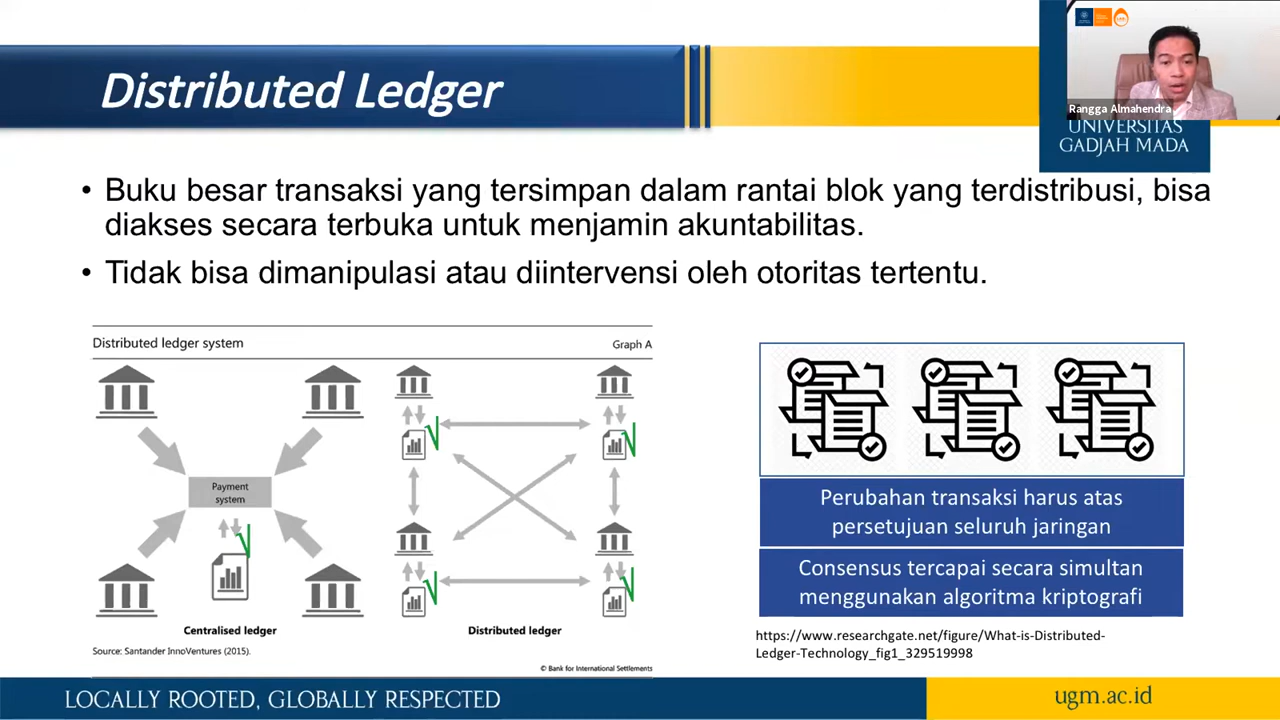 Distributed Ledger
Rangga Almahendra
UNIVERSITAS
GADJAH MADA
• Buku besar transaksi yang tersimpan dalam rantai blok yang terdistribusi, bisa
diakses secara terbuka untuk menjamin akuntabilitas.
• Tidak bisa dimanipulasi atau diintervensi oleh otoritas tertentu.
Distributed ledger system
Graph A
Payment
system
Centralised ledger
Distributed ledger
Source: Santander InnoVentures (2015).
© Bank for International Settlements
Perubahan transaksi harus atas
persetujuan seluruh jaringan
Consensus tercapai secara simultan
menggunakan algoritma kriptografi
https://www.researchgate.net/figure/What-is-Distributed-
Ledger-Technology_fig1_329519998
LOCALLY ROOTED, GLOBALLY RESPECTED
ugm.ac.id